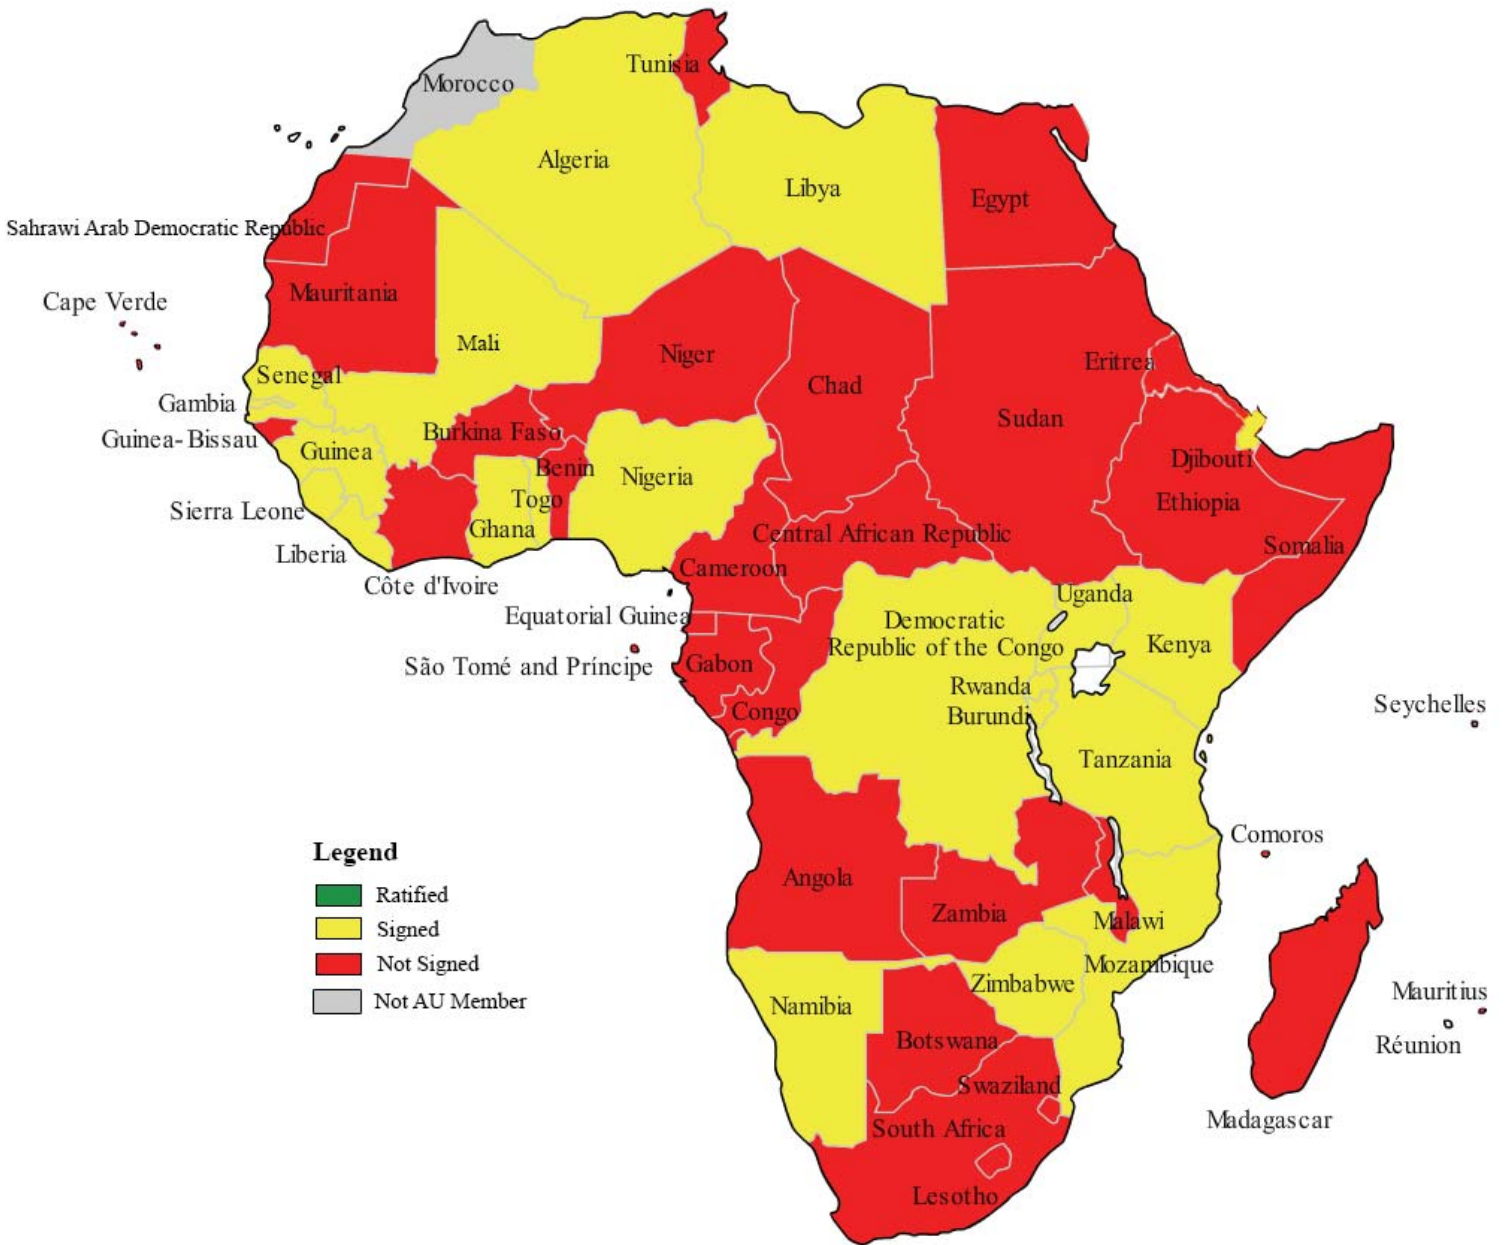 Tunisia
Morocco
Algeria
Libya
Egypt
Sahrawi Arab Democratic Republic
Mauritania
Cape Verde
Mali
Niger
Eritrea
Senegal
Chad
Gambia
Sudan
Burkina Faso
Guinea-Bissau
Guinea
Djibouti
Benin
Nigeria
Togo
Ethiopia
Sierra Leone
Ghana
Central African Republic
Somalia
Liberia
Cameroon
Côte d'Ivoire
Uganda
Equatorial Guinea
Democratic
Republic of the Congo
Kenya
São Tomé and Príncipe
Gabon
Rwanda
Seychelles
Congo
Burundi
Tanzania
Comoros
Legend
Ratified
Signed
Not Signed
Not AU Member
Angola
Zambia
Malawi
Mozambique
Zimbabwe
Mauritius
Namibia
Botswana
Réunion
Swaziland
Madagascar
South Africa
Lesotho